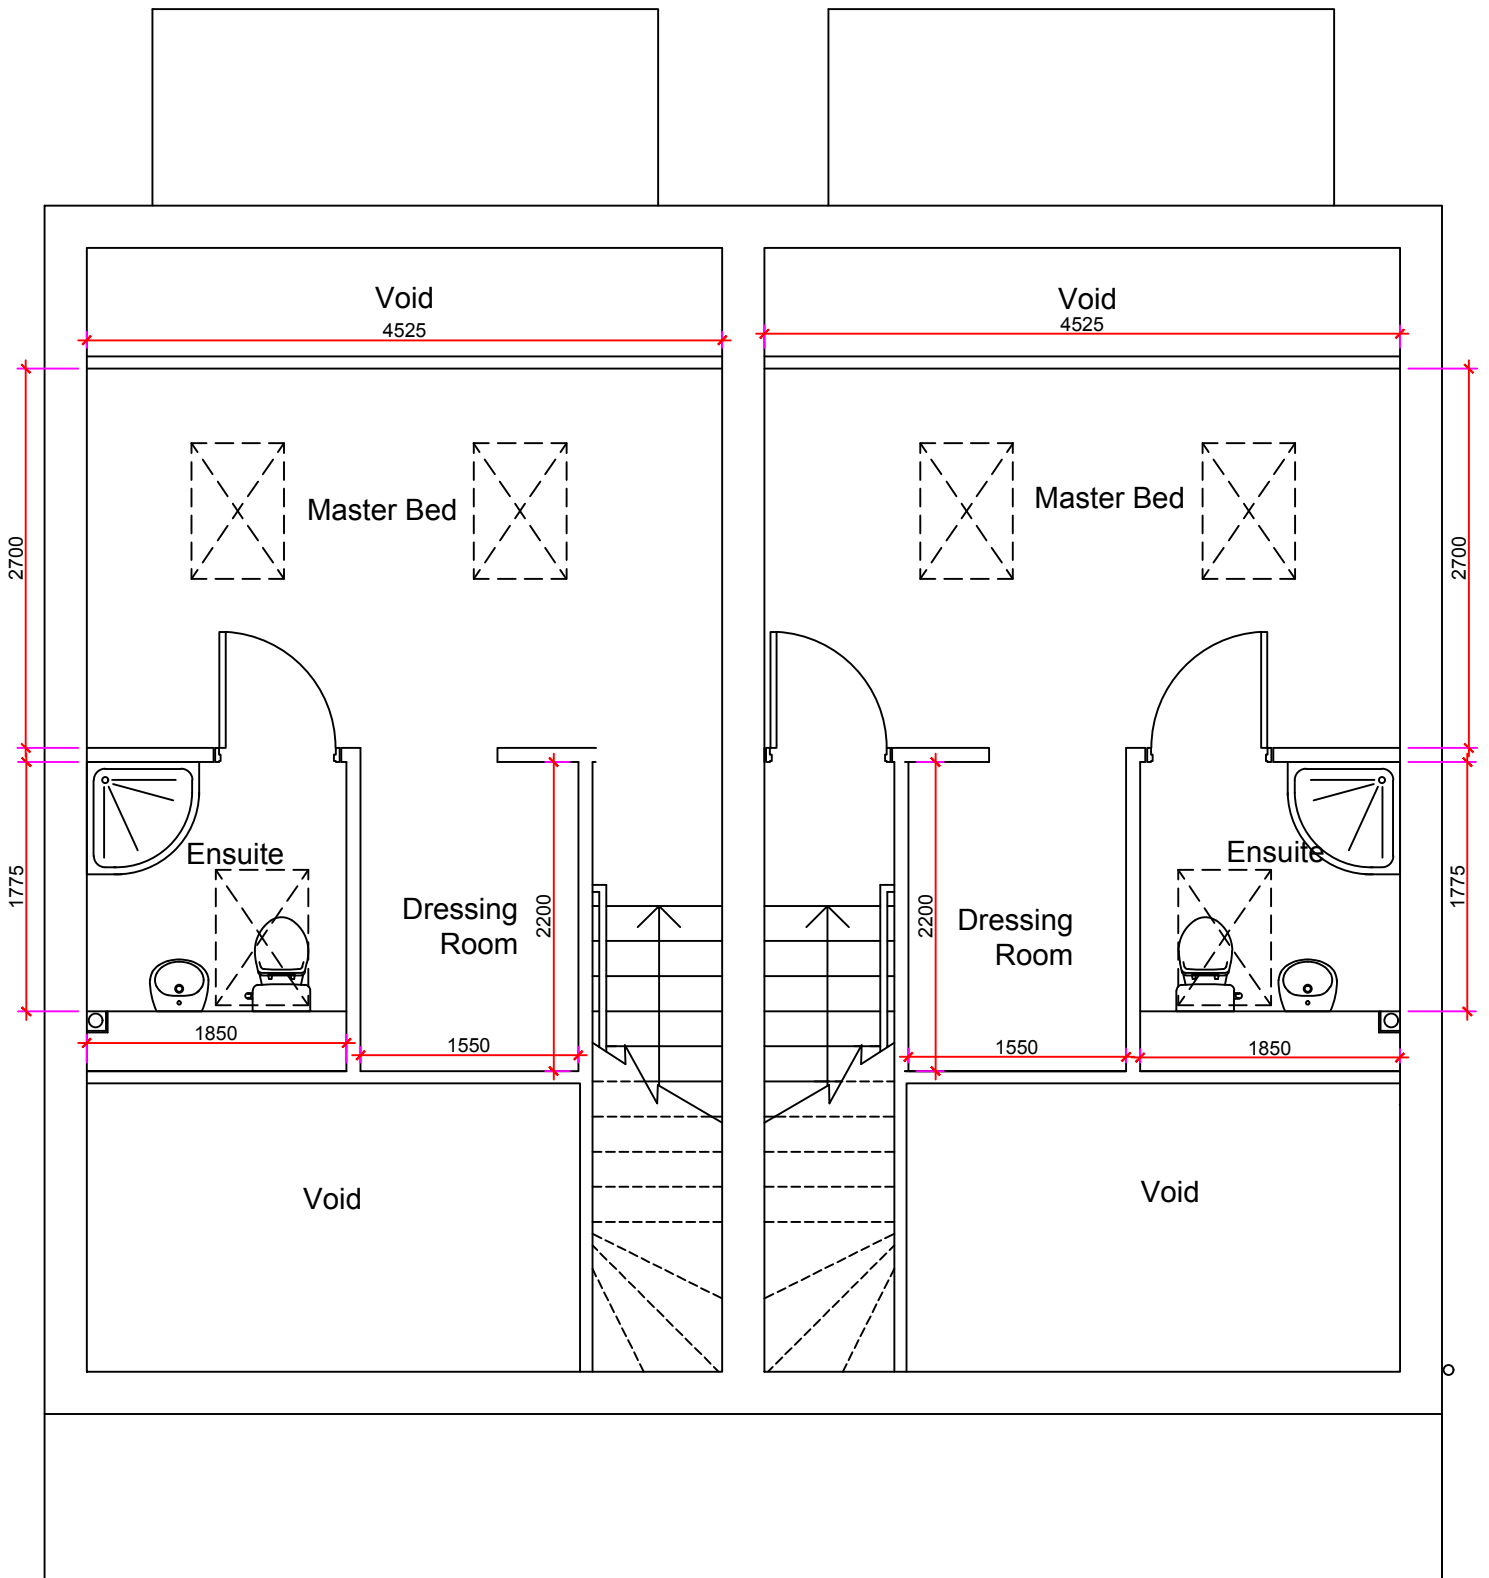 Void
4525
Void
4525
Master Bed
Master Bed
2700
2700
Ensuite
Ensuite
1775
1775
Dressing
Room
2200
2200
Dressing
Room
1850
1550
1550
1850
Void
Void